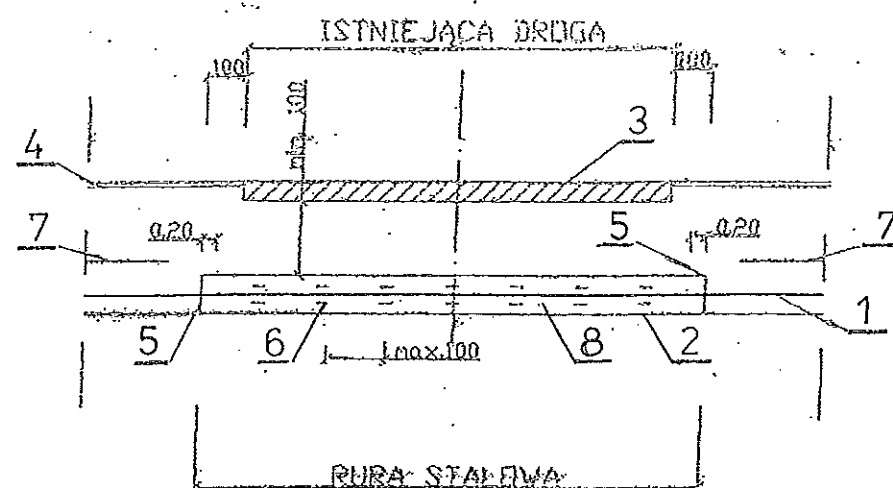 ISTNIEJĄCA DROGA
100 100
min. 100
3
4
7 0,20 5 0,20 7
1
5 6 max.100 8 2
RURA STALOWA